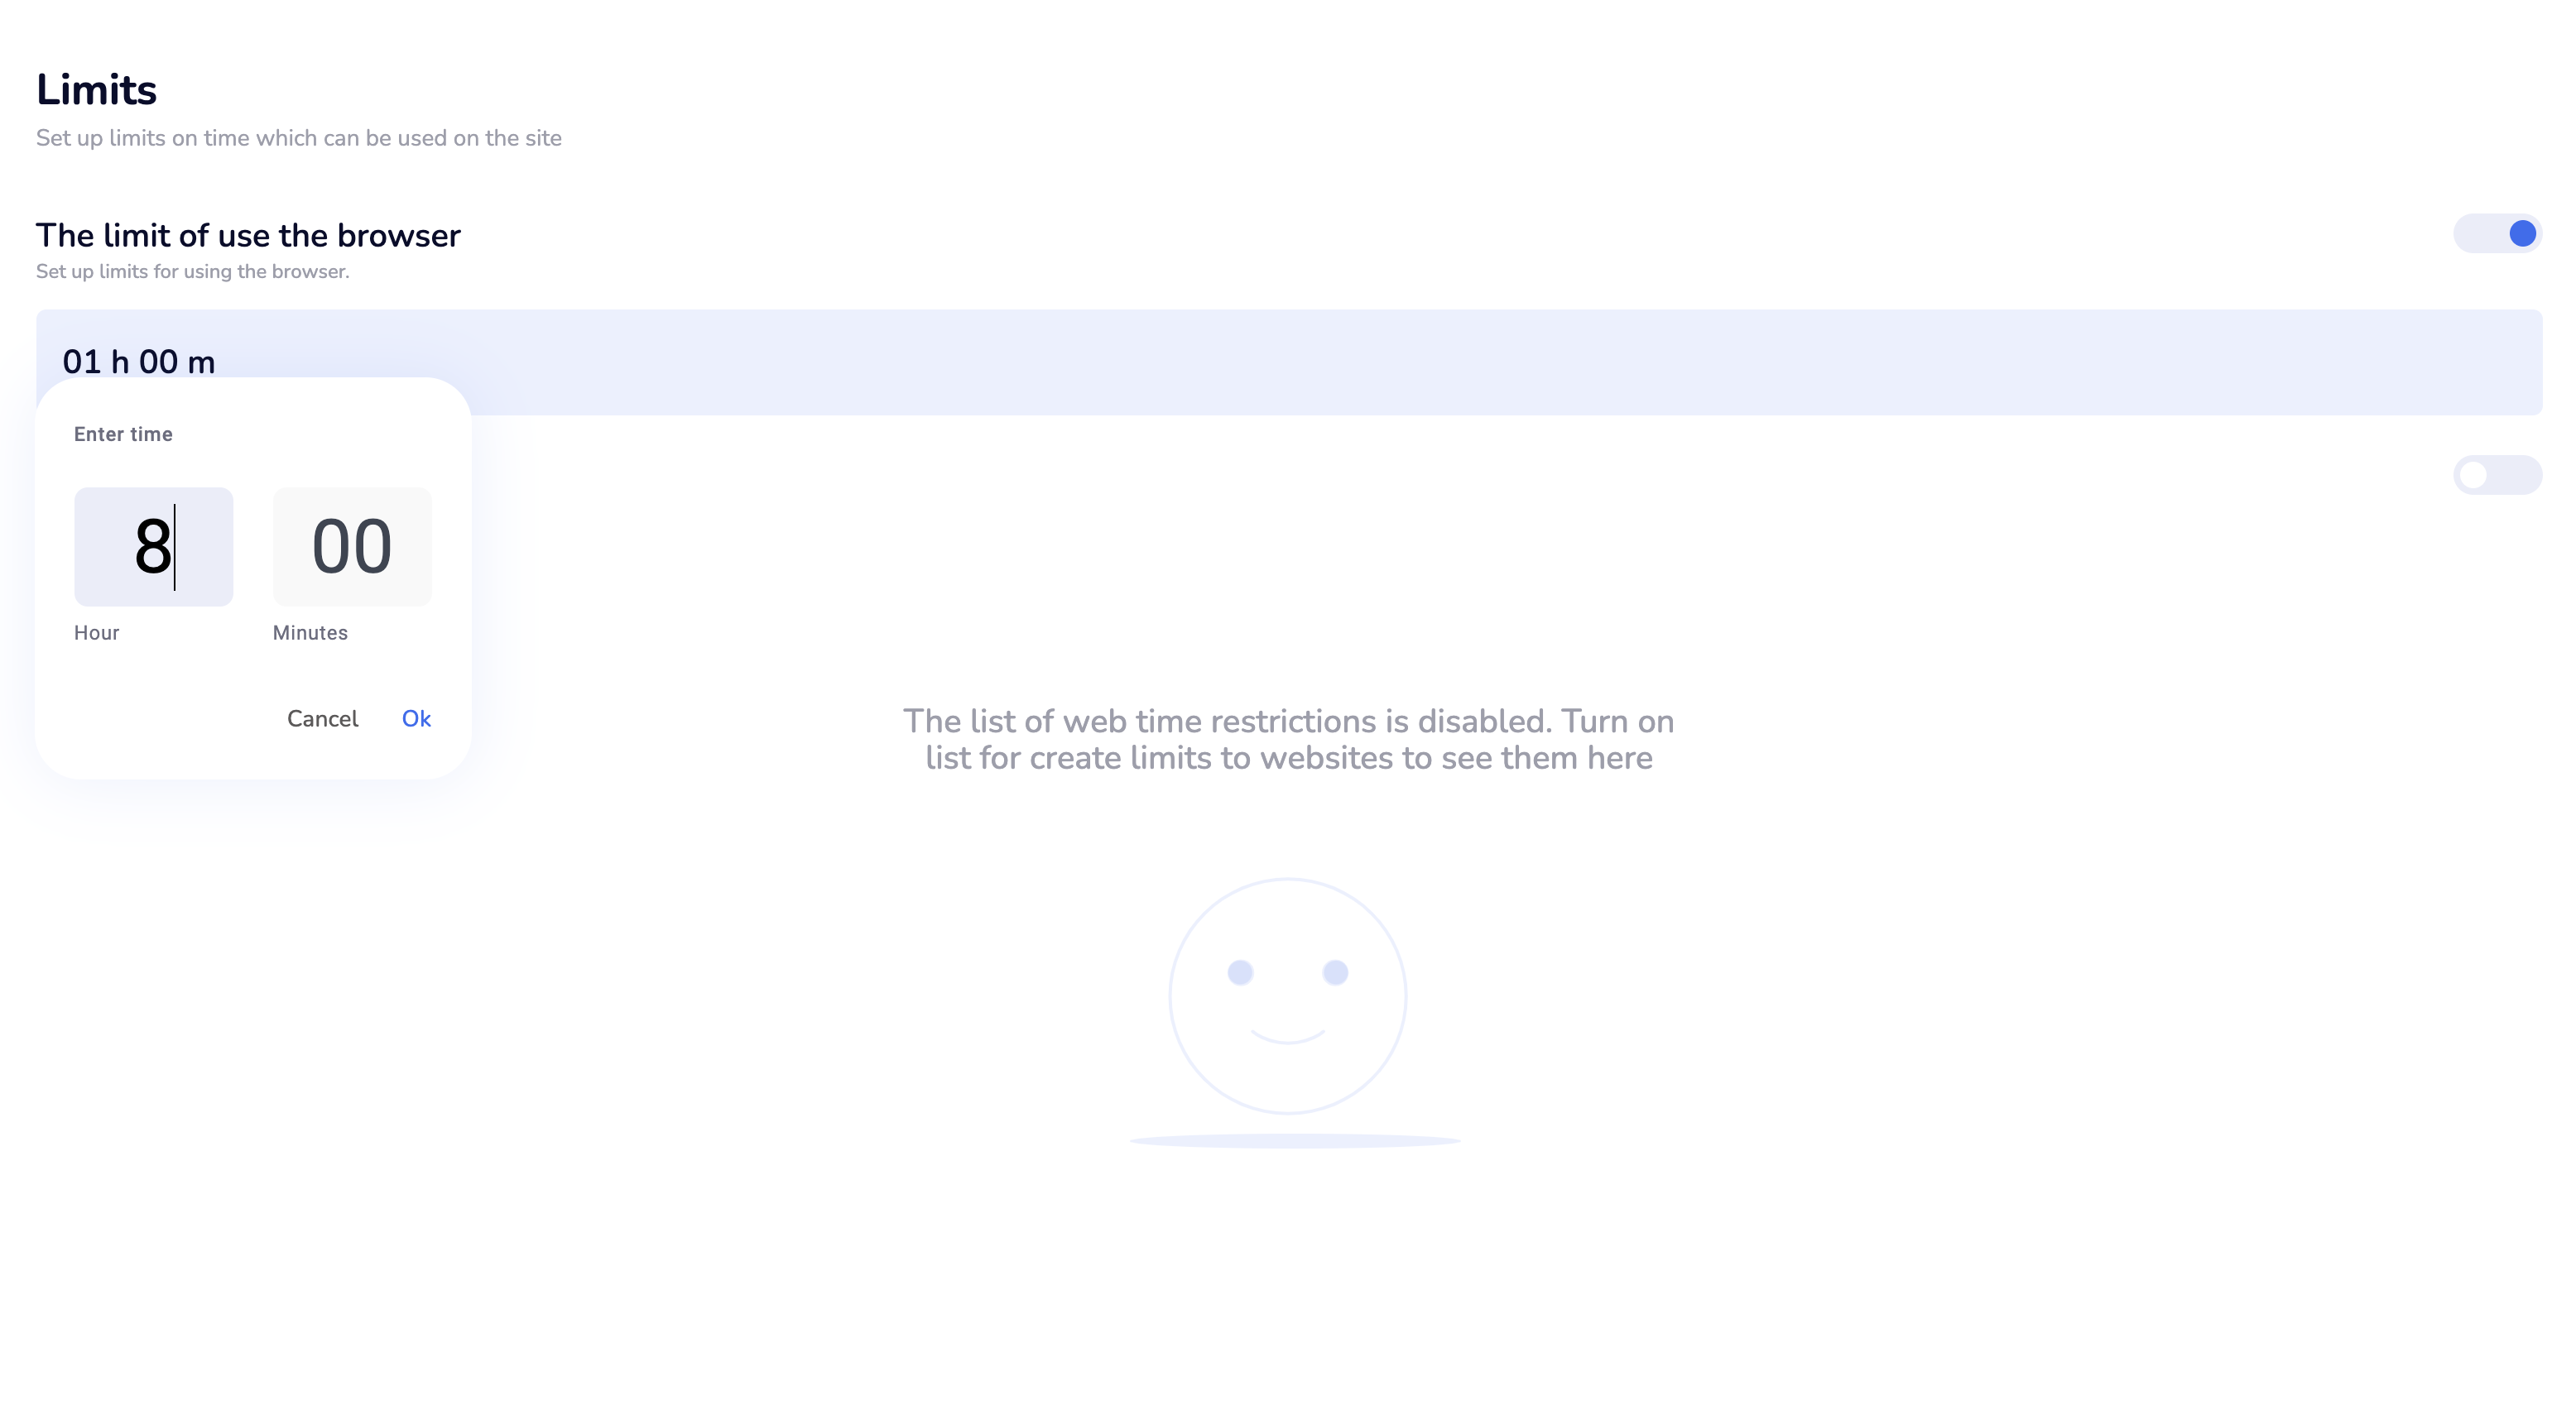 Limits
Set up limits on time which can be used on the site
The limit of use the browser
Set up limits for using the browser.
01 h 00 m
Enter time
8
00
Hour
Minutes
Cancel
Ok
The list of web time restrictions is disabled. Turn on
list for create limits to websites to see them here